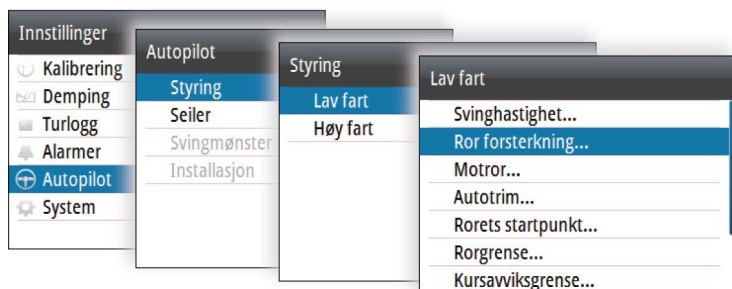 Innstillinger
Kalibrering
Demping
Turlogg
Alarmer
Autopilot
System
Autopilot
Styring
Seiler
Svingmønster
Installasjon
Styring
Lav fart
Høy fart
Lav fart
Svinghastighet...
Ror forsterkning...
Motror...
Autotrim...
Rorets startpunkt...
Rorgrense...
Kursavviksgrense...